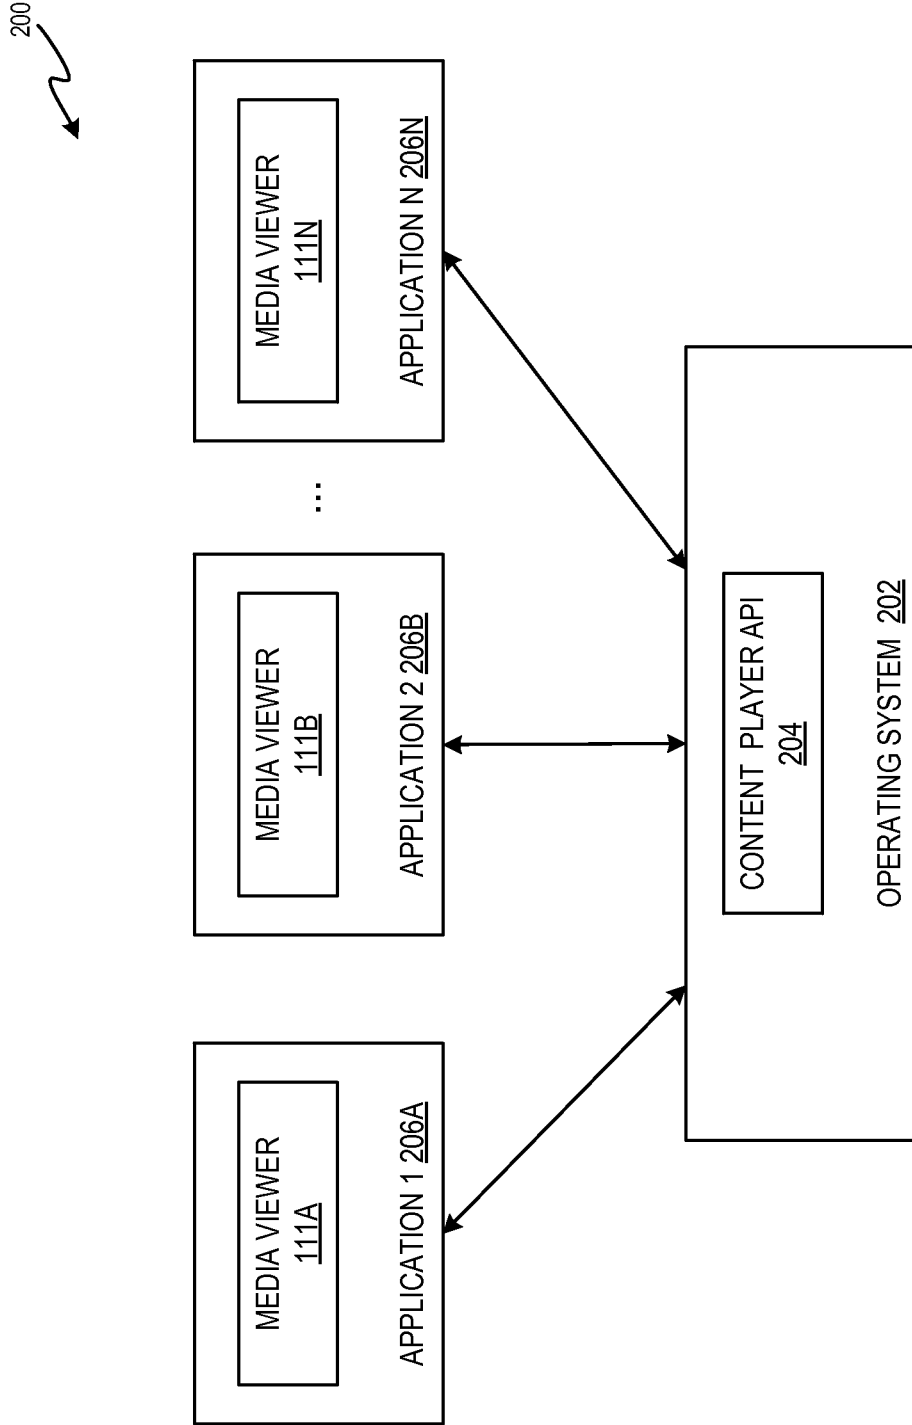 200
MEDIA VIEWER
111A
APPLICATION 1 206A
MEDIA VIEWER
111B
APPLICATION 2 206B
...
MEDIA VIEWER
111N
APPLICATION N 206N
CONTENT PLAYER API
204
OPERATING SYSTEM 202